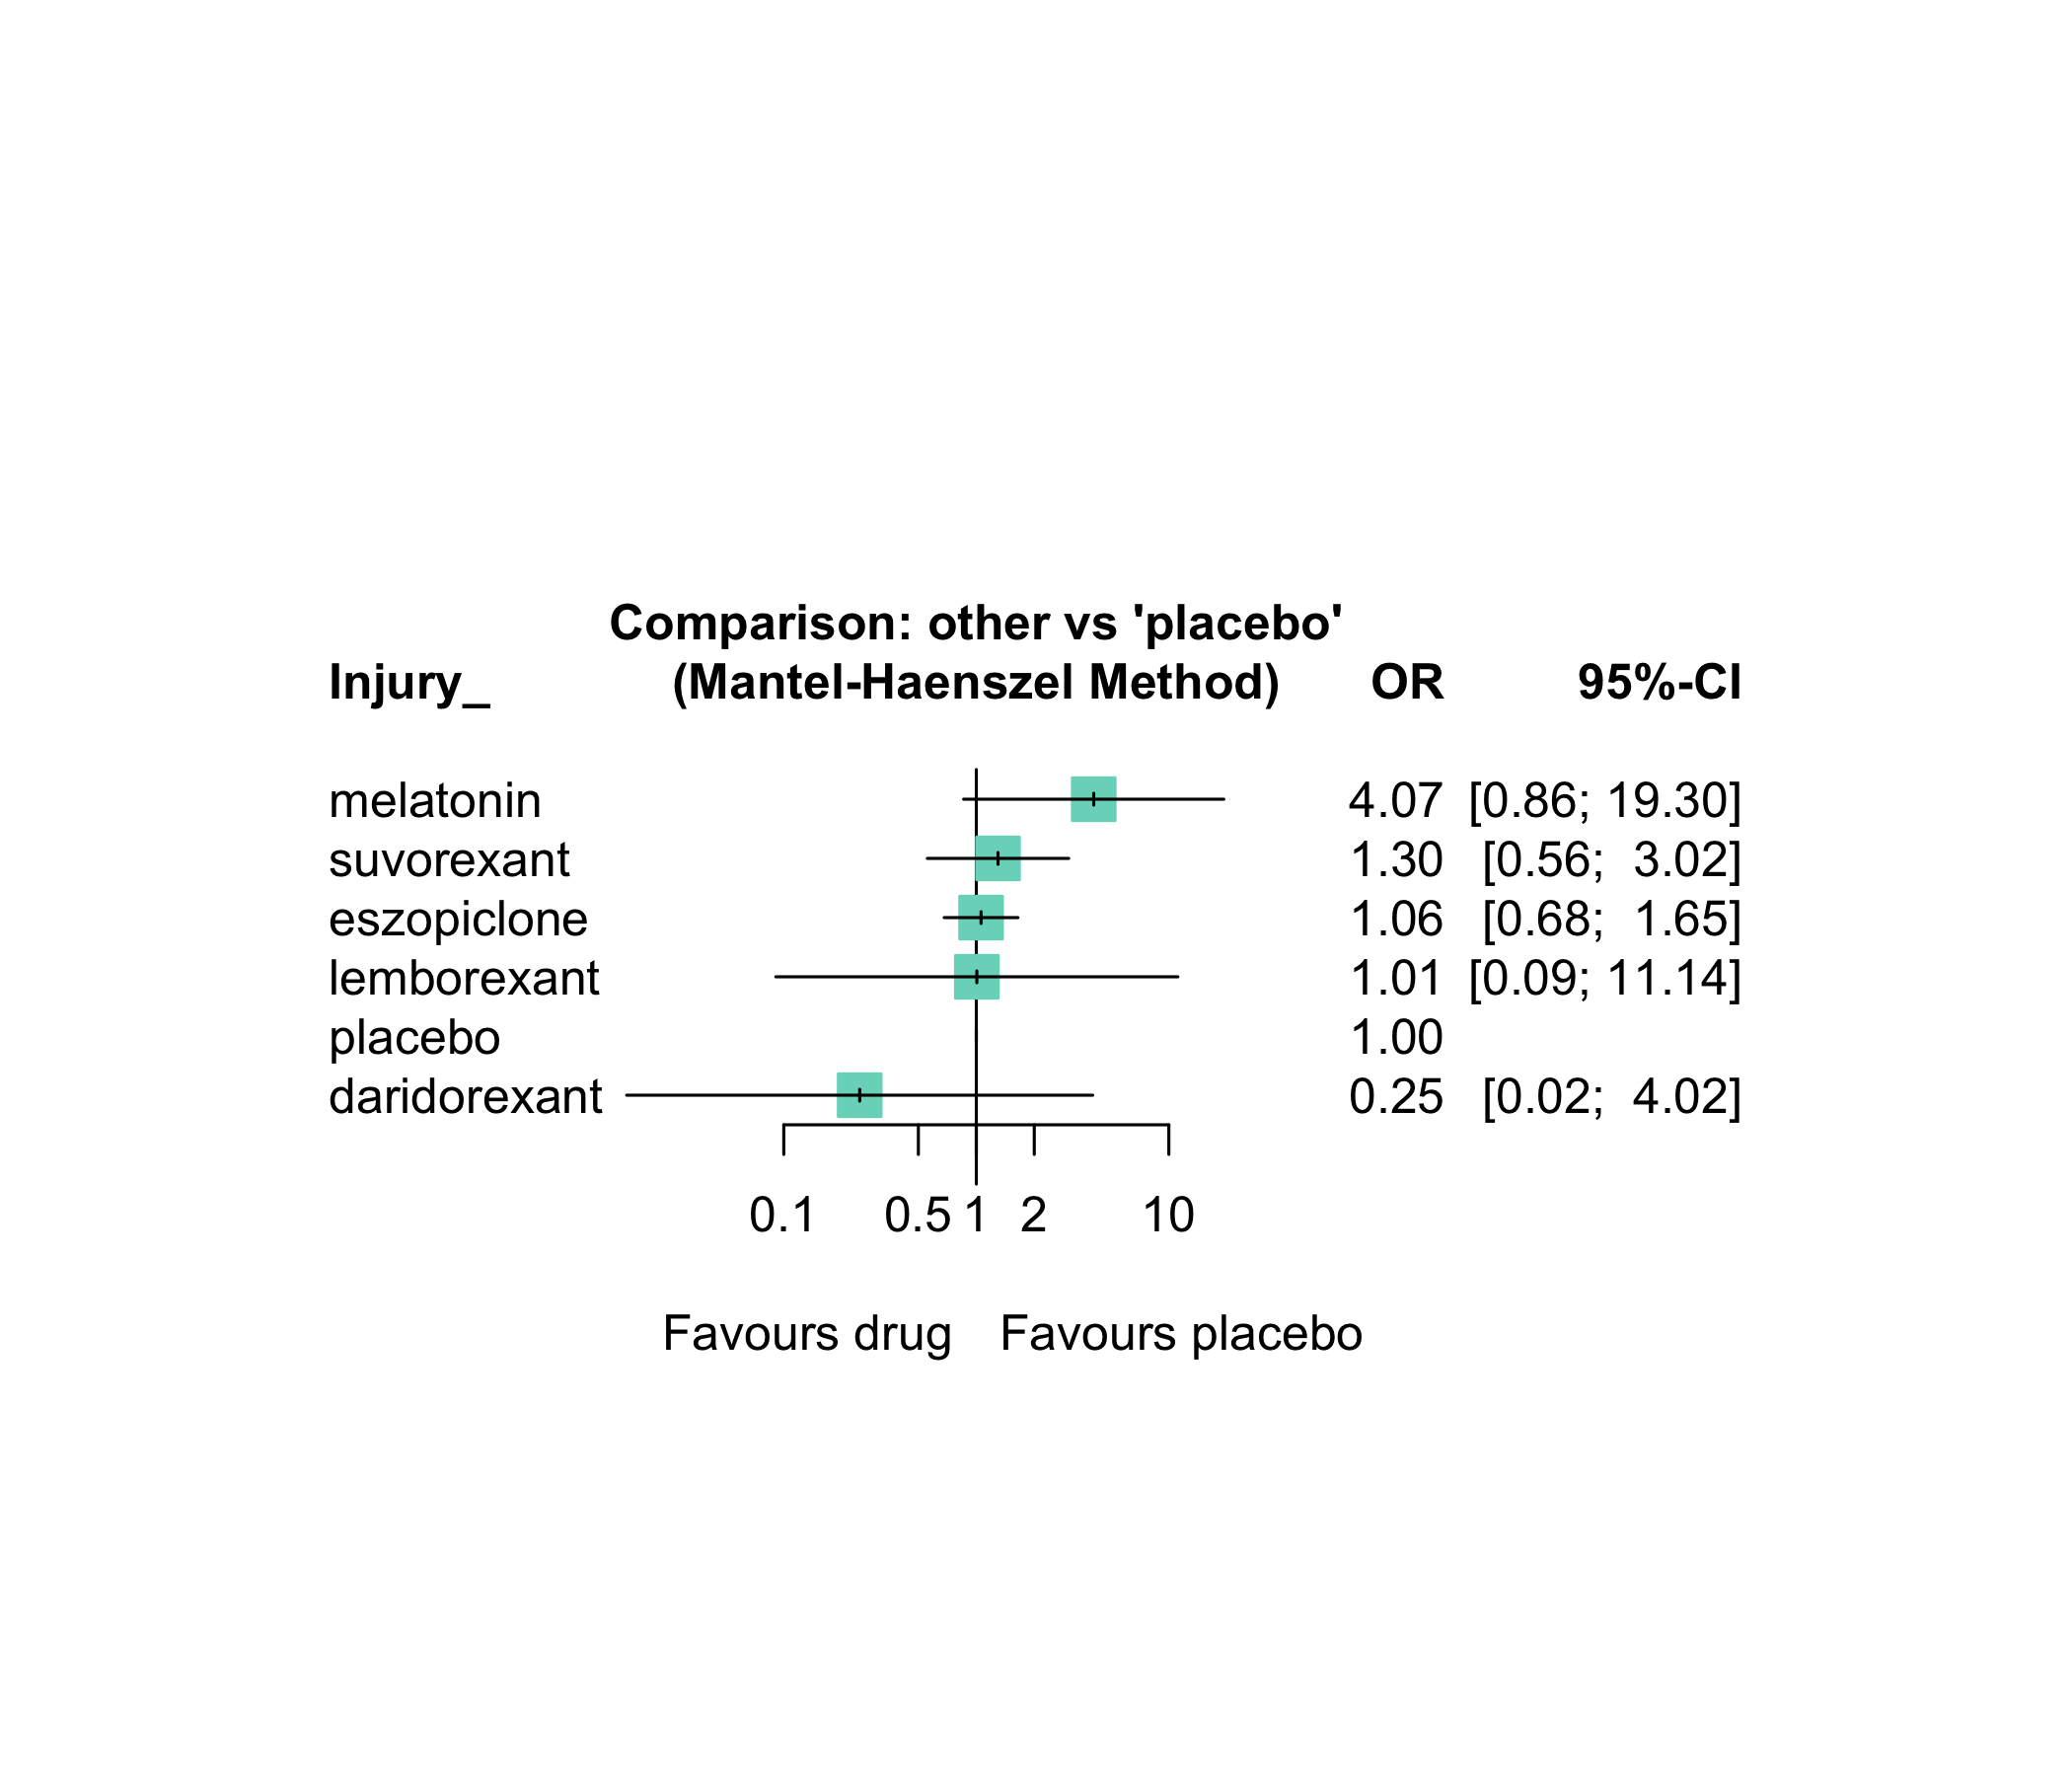 Comparison: other vs 'placebo'
Injury_ (Mantel-Haenszel Method) OR 95%-CI
melatonin 4.07 [0.86; 19.30]
suvorexant 1.30 [0.56; 3.02]
eszopiclone 1.06 [0.68; 1.65]
lemborexant 1.01 [0.09; 11.14]
placebo 1.00
daridorexant 0.25 [0.02; 4.02]
0.1 0.5 1 2 10
Favours drug Favours placebo